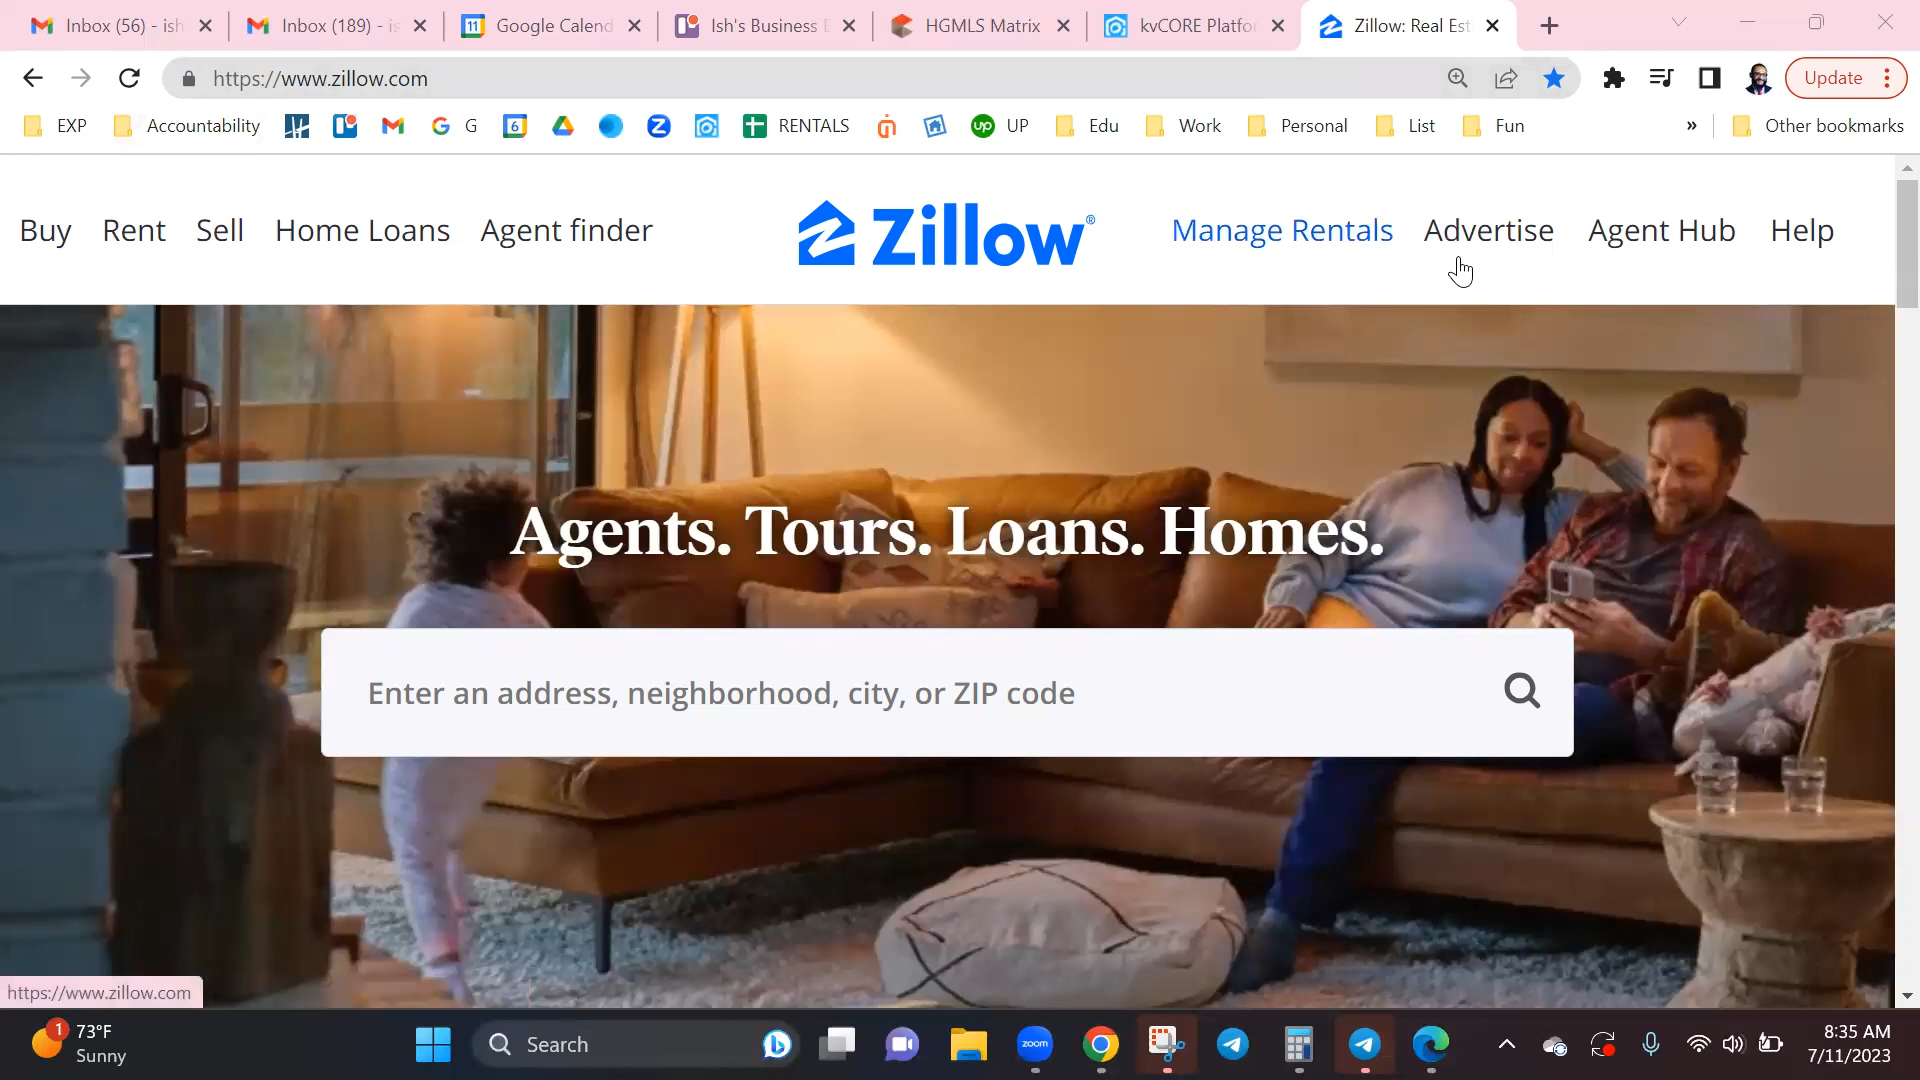 Inbox (56) - ish
Inbox (189) - is
Google Calend
Ish's Business
HGMLS Matrix
kvCORE Platfo
Zillow: Real Est
https://www.zillow.com
Update
EXP
Accountability
G
6
RENTALS
UP
Edu
Work
Personal
List
Fun
»
Other bookmarks
Buy Rent Sell Home Loans Agent finder
Zillow®
Manage Rentals Advertise Agent Hub Help
Agents. Tours. Loans. Homes.
Enter an address, neighborhood, city, or ZIP code
https://www.zillow.com
1
73°F
Sunny
Search
zoom
8:35 AM
7/11/2023